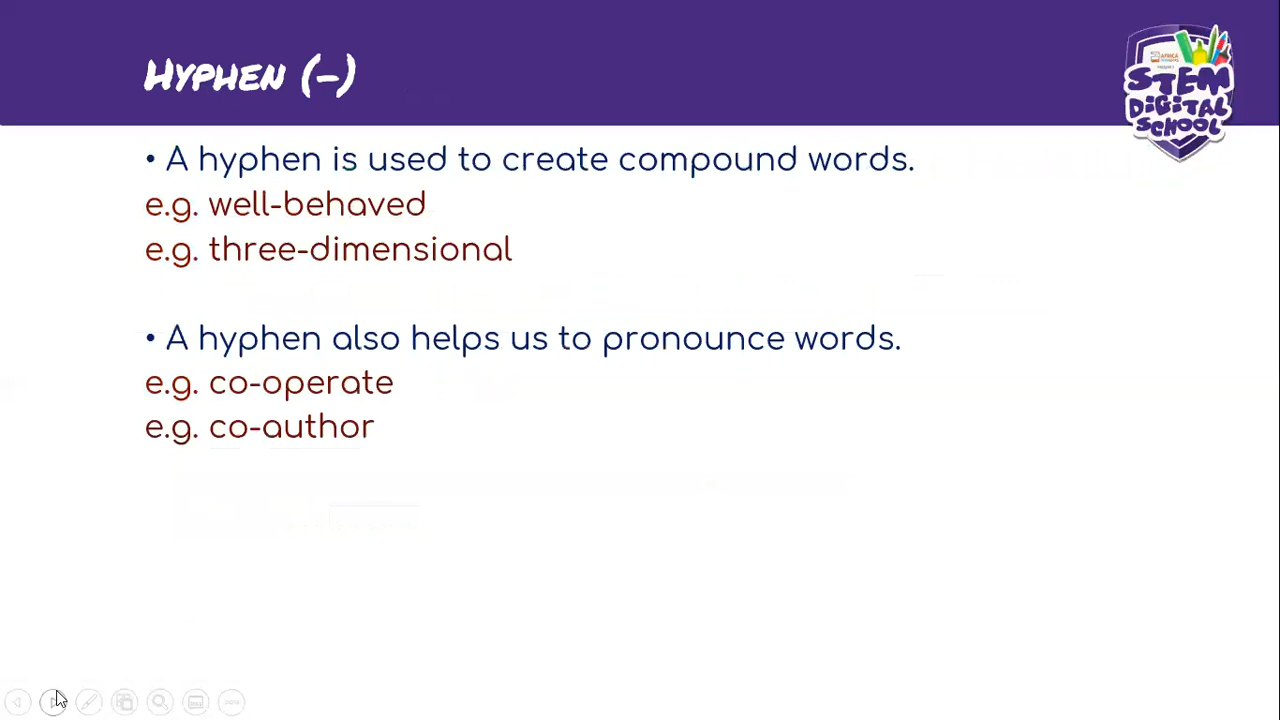 HYPHEN (-)
AFRICA
STEM
DIGITAL
SCHOOL
• A hyphen is used to create compound words.
e.g. well-behaved
e.g. three-dimensional
• A hyphen also helps us to pronounce words.
e.g. co-operate
e.g. co-author